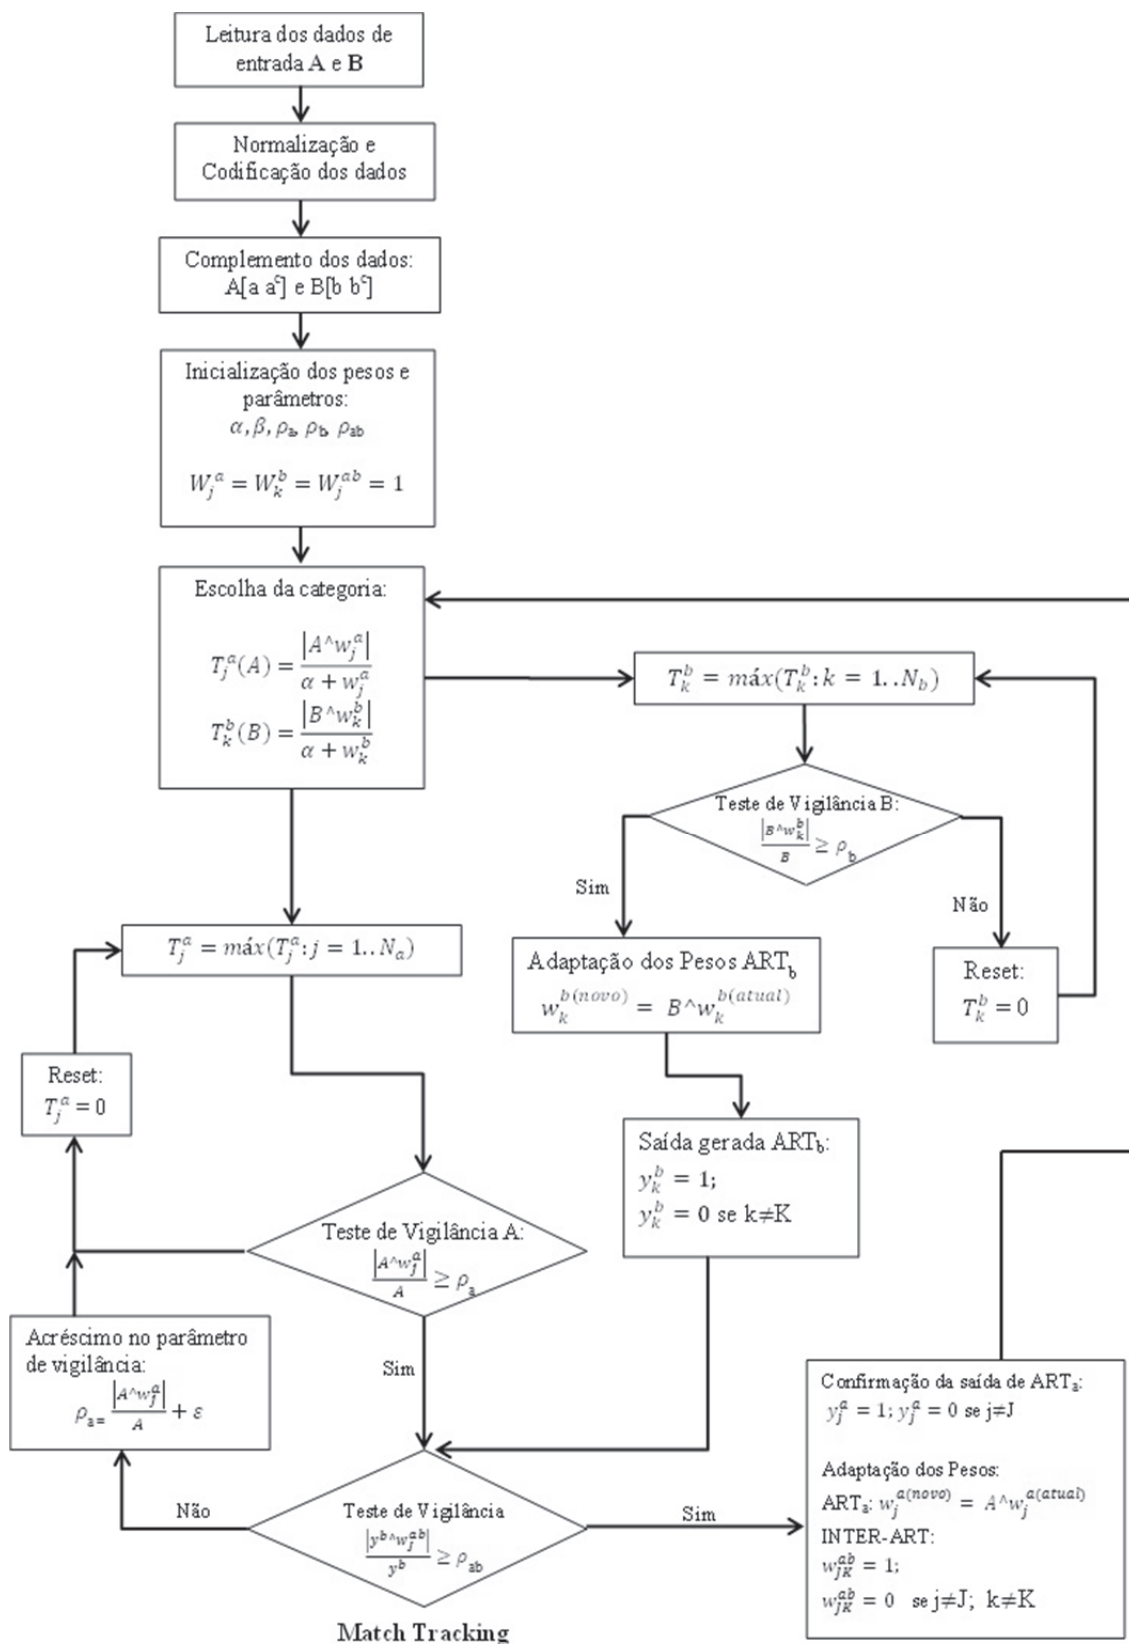 Leitura dos dados de
entrada A e B
Normalização e
Codificação dos dados
Complemento dos dados:
A[a aᶜ] e B[b bᶜ]
Inicialização dos pesos e
parâmetros:
α, β, ρₐ, ρ_b, ρ_ab
W_j^a = W_k^b = W_j^ab = 1
Escolha da categoria:
T_j^a(A) = |A^w_j^a| / α + w_j^a
T_k^b(B) = |B^w_k^b| / α + w_k^b
T_k^b = máx(T_k^b: k = 1..N_b)
Teste de Vigilância B:
|B^w_k^b| / B ≥ ρ_b
Sim
Não
Adaptação dos Pesos ART_b
w_k^b(novo) = B^w_k^b(atual)
Reset:
T_k^b = 0
T_j^a = máx(T_j^a: j = 1..N_a)
Reset:
T_j^a = 0
Saída gerada ART_b:
y_k^b = 1;
y_k^b = 0 se k≠K
Teste de Vigilância A:
|A^w_j^a| / A ≥ ρ_a
Sim
Acréscimo no parâmetro
de vigilância:
ρ_a= |A^w_j^a| / A + ε
Não
Teste de Vigilância
|y^b^w_j^ab| / y^b ≥ ρ_ab
Sim
Match Tracking
Confirmação da saída de ART_a:
y_j^a = 1; y_j^a = 0 se j≠J
Adaptação dos Pesos:
ART_a: w_j^a(novo) = A^w_j^a(atual)
INTER-ART:
w_jK^ab = 1;
w_jK^ab = 0 se j≠J; k≠K